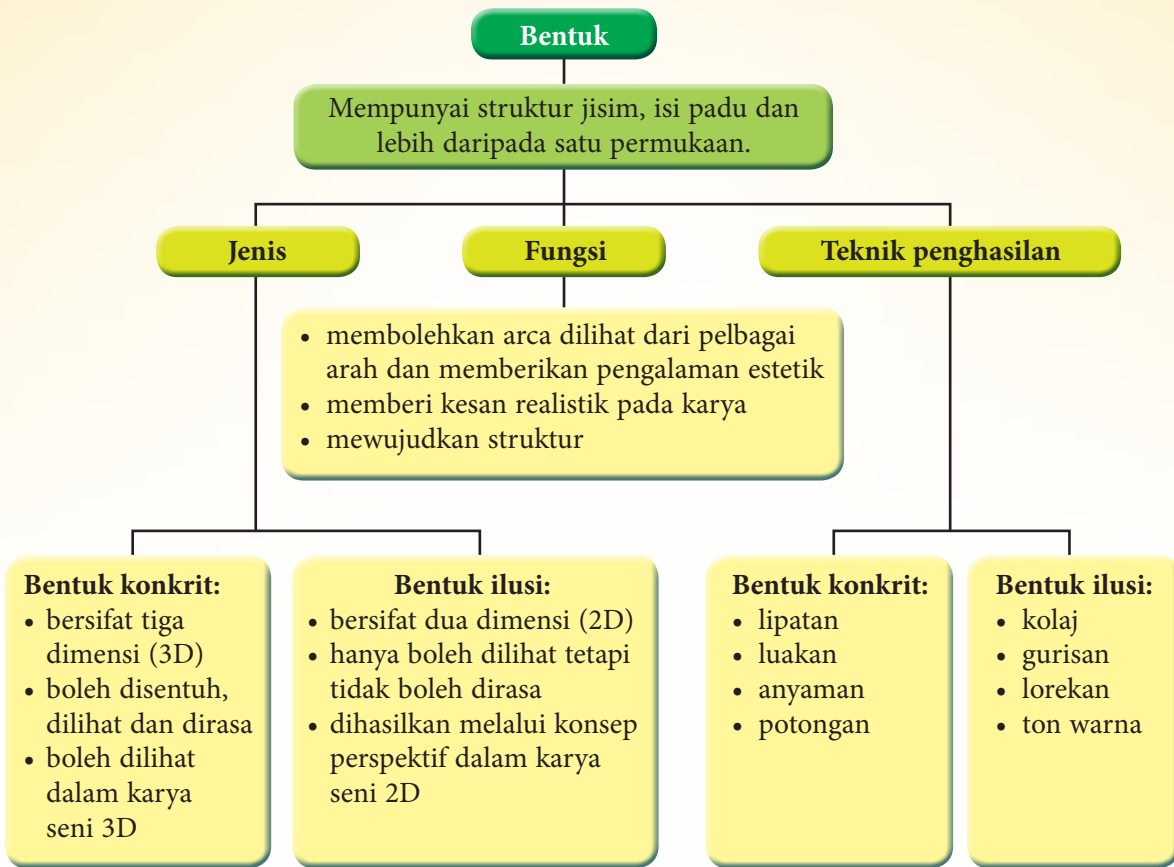 Bentuk
Mempunyai struktur jisim, isi padu dan
lebih daripada satu permukaan.
Jenis
Fungsi
Teknik penghasilan
• membolehkan arca dilihat dari pelbagai
arah dan memberikan pengalaman estetik
• memberi kesan realistik pada karya
• mewujudkan struktur
Bentuk konkrit:
• bersifat tiga
dimensi (3D)
• boleh disentuh,
dilihat dan dirasa
• boleh dilihat
dalam karya
seni 3D
Bentuk ilusi:
• bersifat dua dimensi (2D)
• hanya boleh dilihat tetapi
tidak boleh dirasa
• dihasilkan melalui konsep
perspektif dalam karya
seni 2D
Bentuk konkrit:
• lipatan
• luakan
• anyaman
• potongan
Bentuk ilusi:
• kolaj
• gurisan
• lorekan
• ton warna